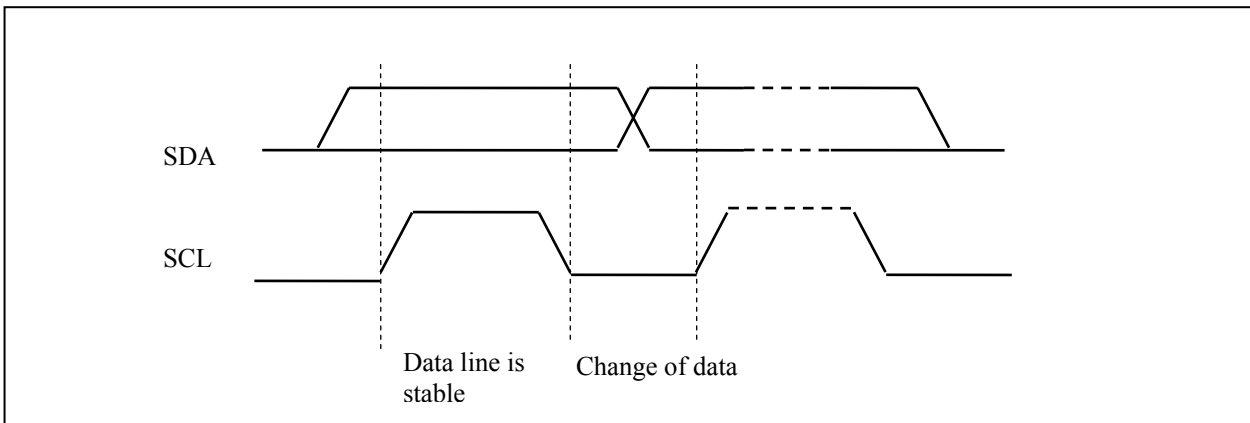 SDA
SCL
Data line is
stable
Change of data